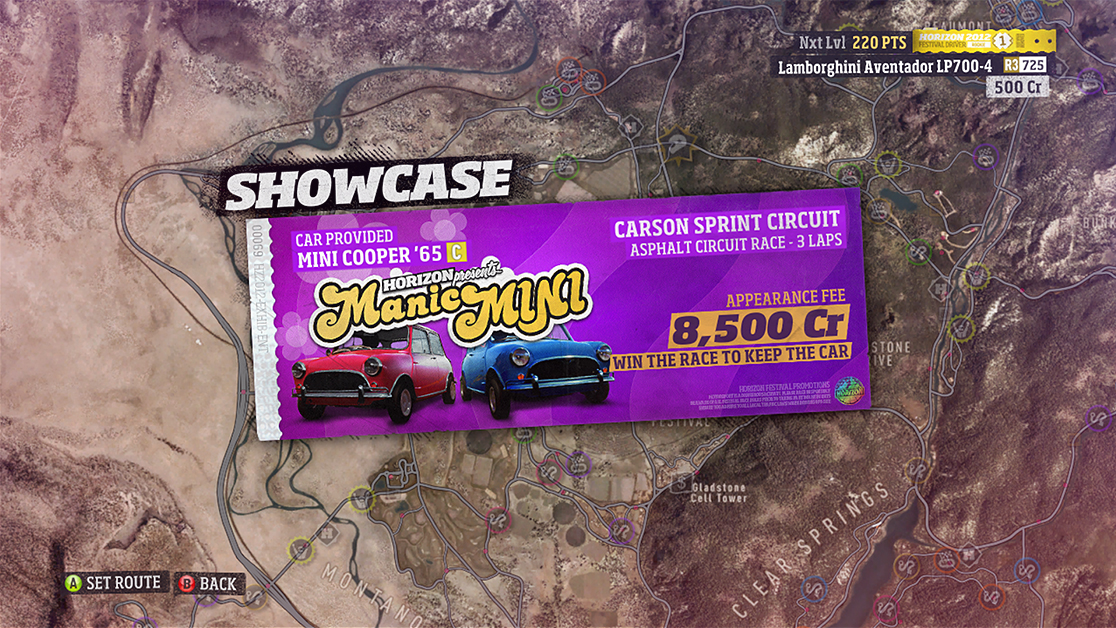 BEAUMONT
Nxt Lvl 220 PTS
HORIZON 2012
FESTIVAL DRIVER
1
Lamborghini Aventador LP700-4 R3 725
500 Cr
SHOWCASE
CAR PROVIDED
MINI COOPER '65 C
HORIZON presents...
Manic MINI
CARSON SPRINT CIRCUIT
ASPHALT CIRCUIT RACE - 3 LAPS
APPEARANCE FEE
8,500 Cr
WIN THE RACE TO KEEP THE CAR
HORIZON FESTIVAL PROMOTIONS
HORIZON
FESTIVAL
Gladstone
Cell Tower
CLEAR SPRINGS
MONTANO
A SET ROUTE B BACK